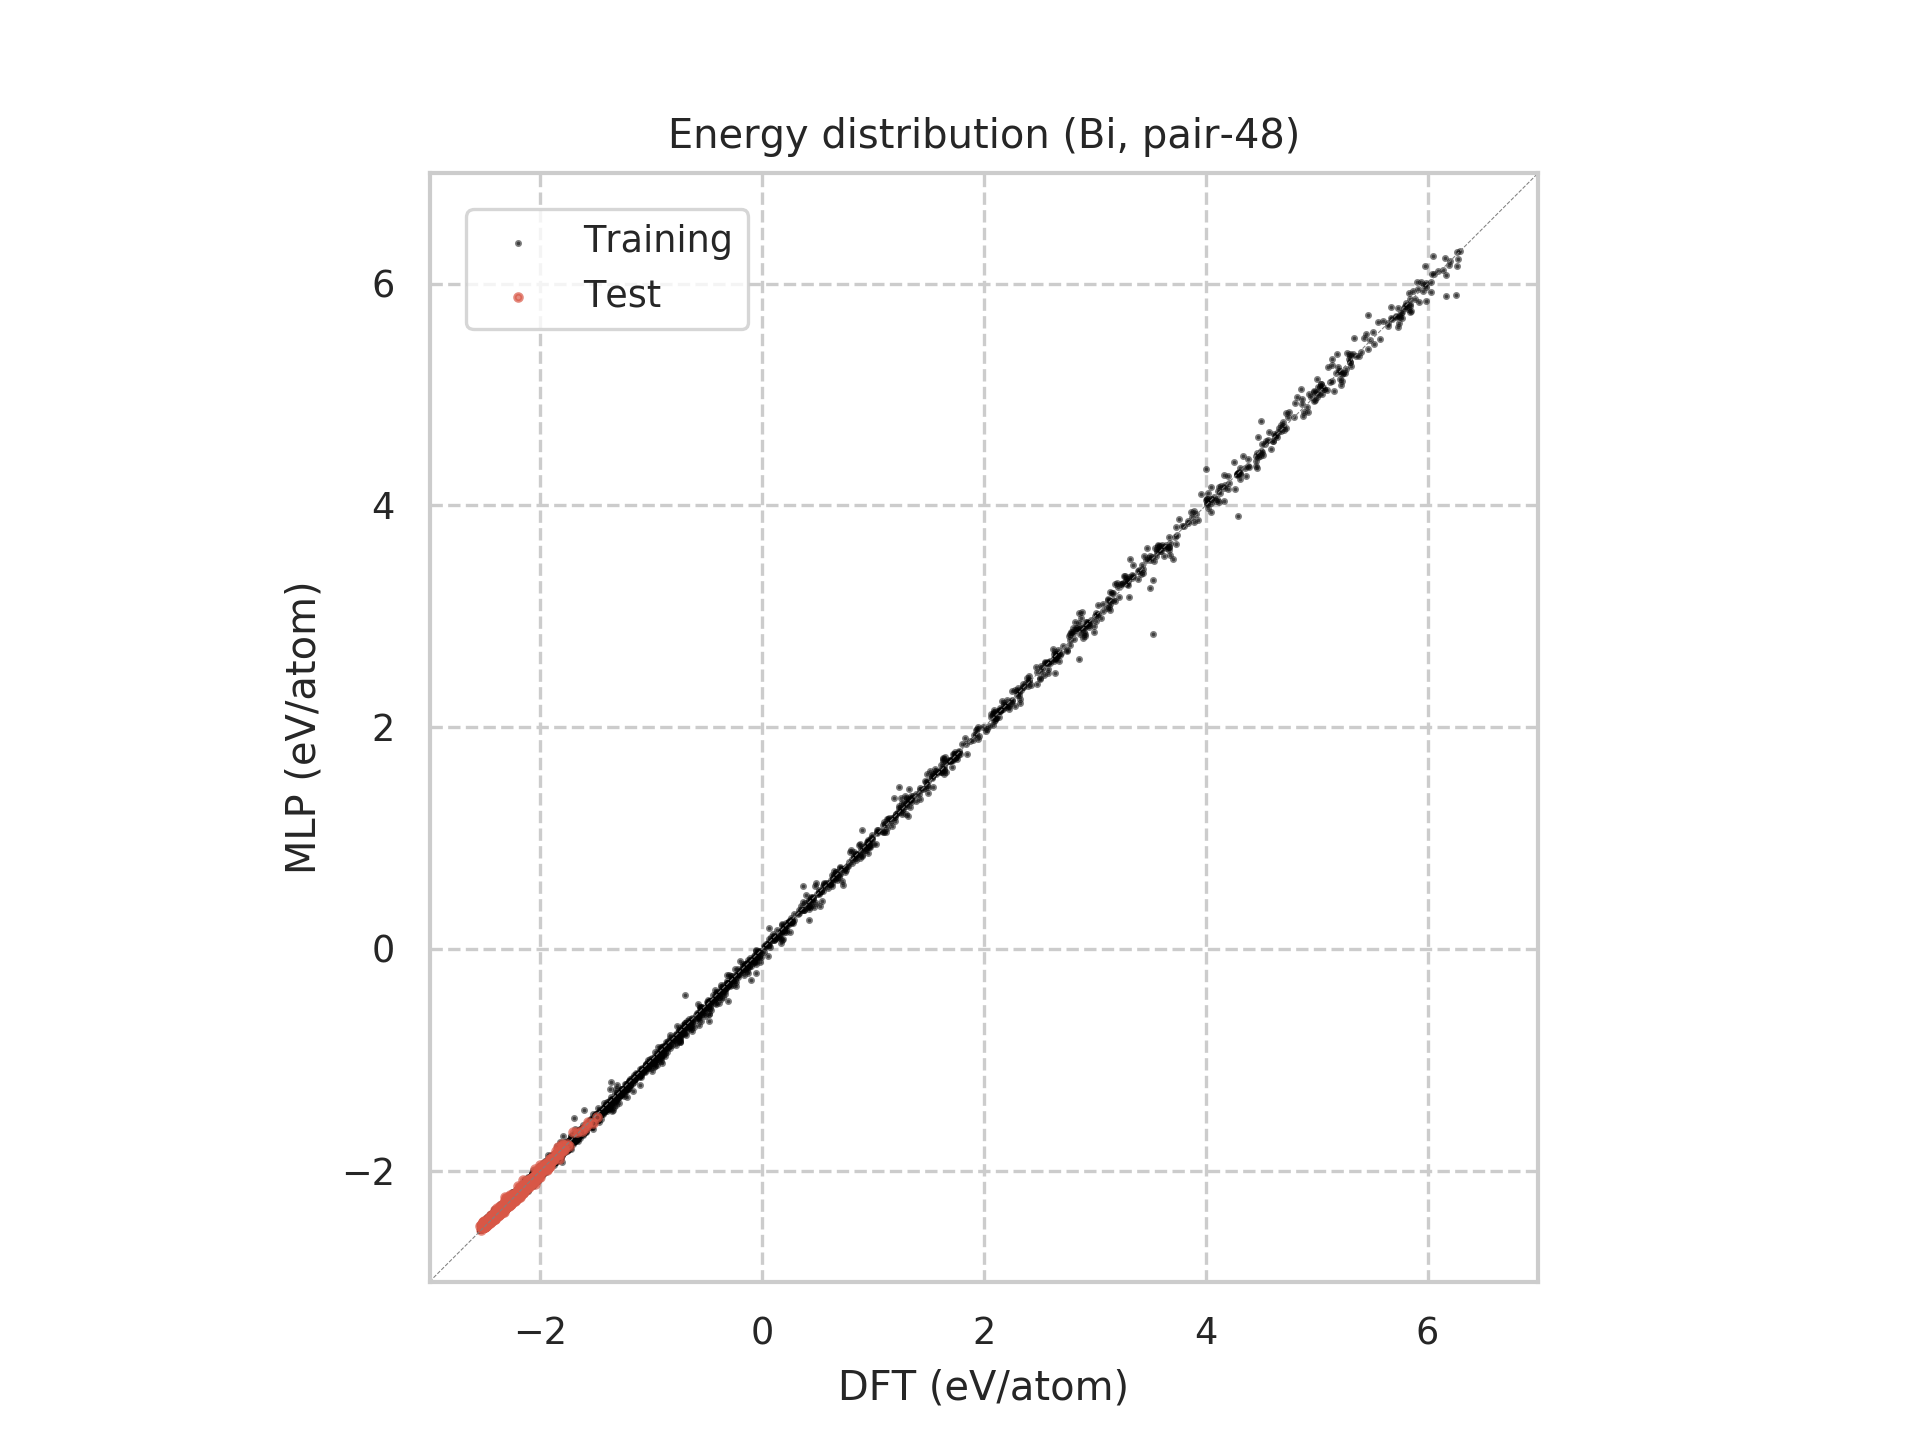 Energy distribution (Bi, pair-48)
Training
Test
6
4
2
0
−2
MLP (eV/atom)
−2 0 2 4 6
DFT (eV/atom)